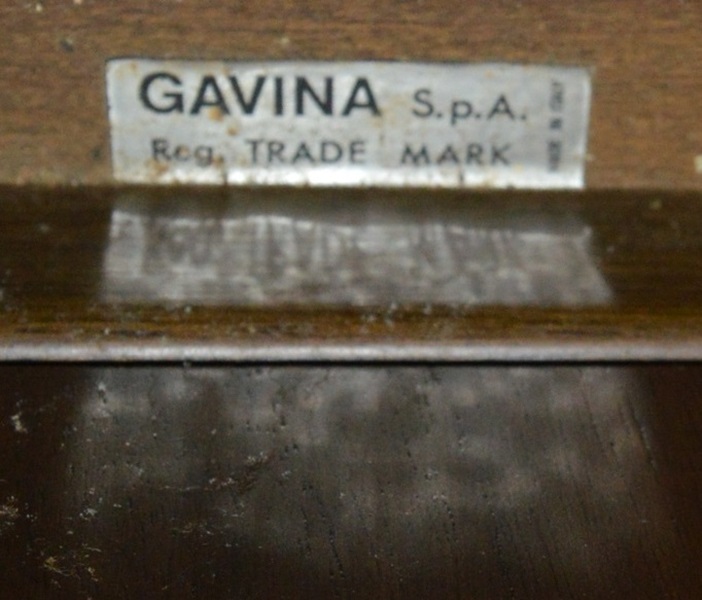 GAVINA S.p.A.
Reg. TRADE MARK
MADE IN ITALY